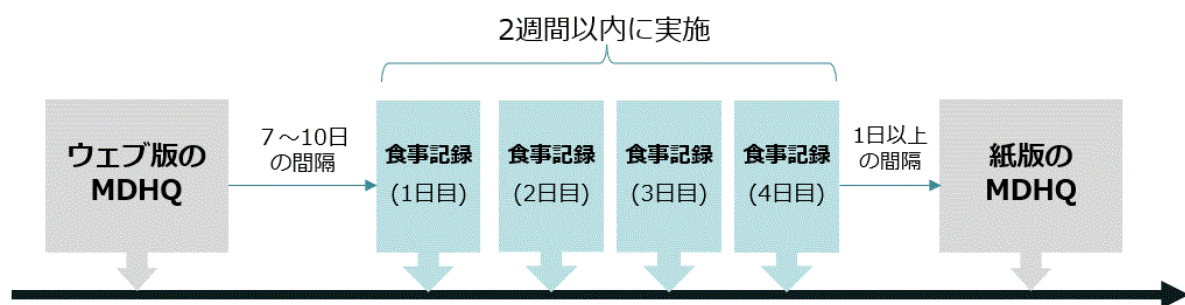 2週間以内に実施
ウェブ版の
MDHQ
7～10日
の間隔
食事記録
(1日目)
食事記録
(2日目)
食事記録
(3日目)
食事記録
(4日目)
1日以上
の間隔
紙版の
MDHQ